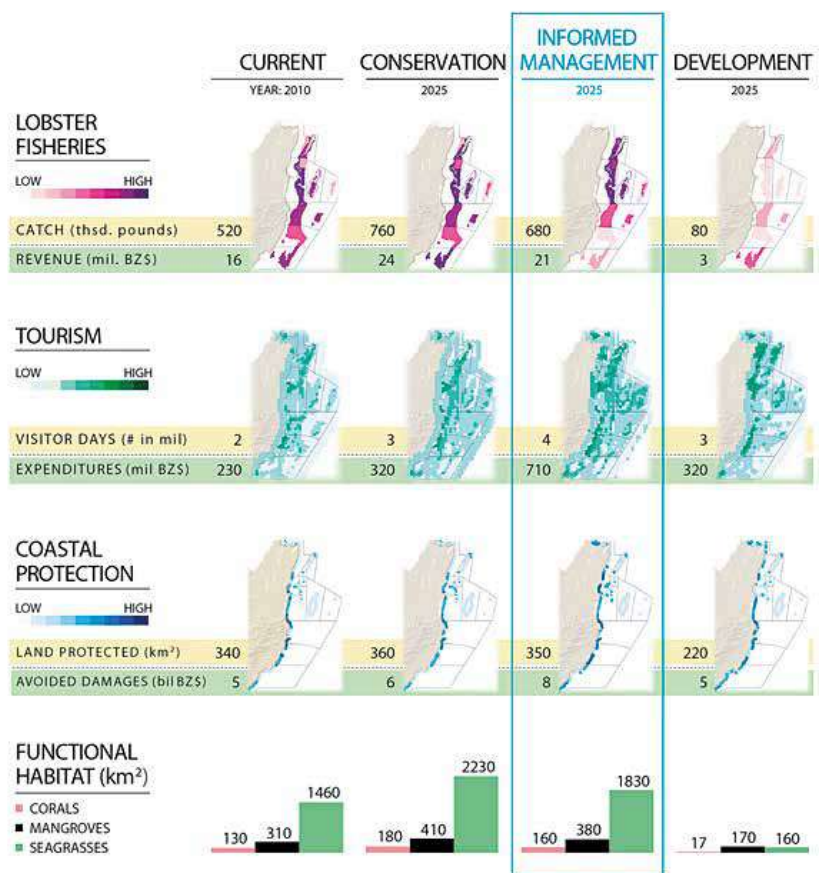 CURRENT
YEAR: 2010
CONSERVATION
2025
INFORMED
MANAGEMENT
2025
DEVELOPMENT
2025
LOBSTER
FISHERIES
LOW HIGH
CATCH (thsd. pounds) 520 760 680 80
REVENUE (mil. BZ$) 16 24 21 3
TOURISM
LOW HIGH
VISITOR DAYS (# in mil) 2 3 4 3
EXPENDITURES (mil BZ$) 230 320 710 320
COASTAL
PROTECTION
LOW HIGH
LAND PROTECTED (km²) 340 360 350 220
AVOIDED DAMAGES (bil BZ$) 5 6 8 5
FUNCTIONAL
HABITAT (km²)
CORALS
MANGROVES
SEAGRASSES
130 310 1460
180 410 2230
160 380 1830
17 170 160